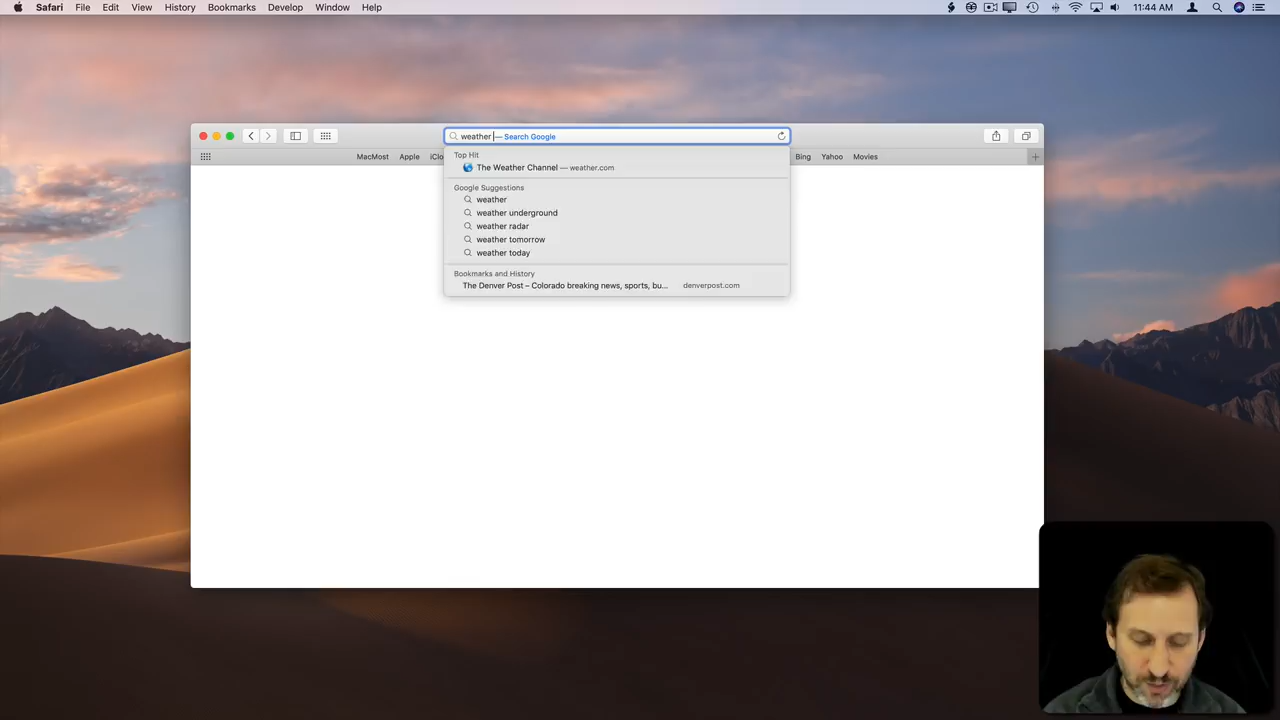 Safari File Edit View History Bookmarks Develop Window Help 11:44 AM
weather — Search Google
MacMost Apple iClo Bing Yahoo Movies
Top Hit
The Weather Channel — weather.com
Google Suggestions
weather
weather underground
weather radar
weather tomorrow
weather today
Bookmarks and History
The Denver Post – Colorado breaking news, sports, bu... denverpost.com